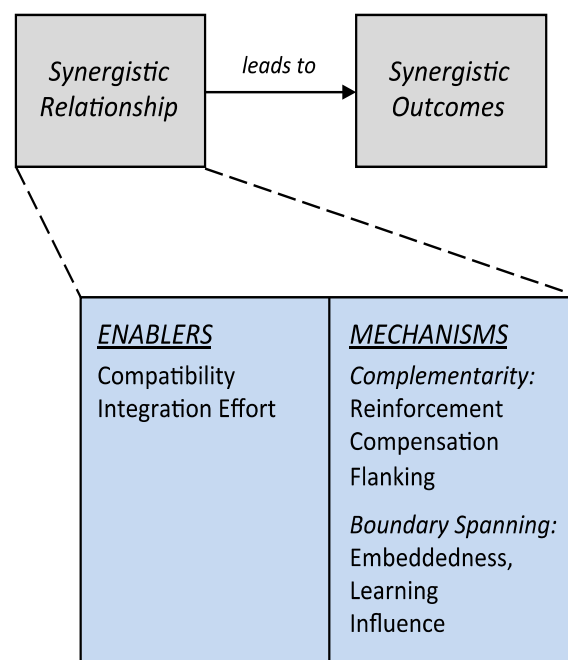 Synergistic
Relationship
leads to
Synergistic
Outcomes
ENABLERS
Compatibility
Integration Effort
MECHANISMS
Complementarity:
Reinforcement
Compensation
Flanking
Boundary Spanning:
Embeddedness,
Learning
Influence